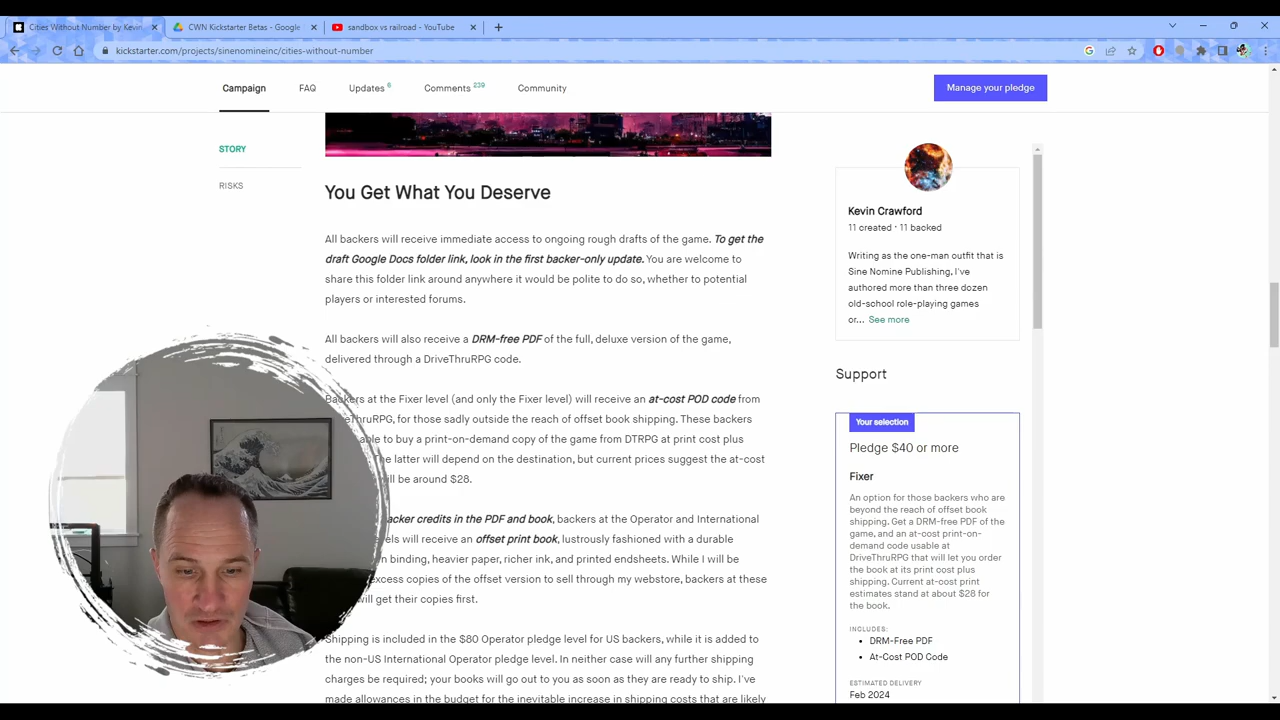 Cities Without Number by Kevin
CWN Kickstarter Betas - Google
sandbox vs railroad - YouTube
kickstarter.com/projects/sinenomineinc/cities-without-number
Campaign
FAQ
Updates 6
Comments 239
Community
Manage your pledge
STORY
RISKS
You Get What You Deserve
All backers will receive immediate access to ongoing rough drafts of the game. To get the
draft Google Docs folder link, look in the first backer-only update. You are welcome to
share this folder link around anywhere it would be polite to do so, whether to potential
players or interested forums.
All backers will also receive a DRM-free PDF of the full, deluxe version of the game,
delivered through a DriveThruRPG code.
Backers at the Fixer level (and only the Fixer level) will receive an at-cost POD code from
DriveThruRPG, for those sadly outside the reach of offset book shipping. These backers
able to buy a print-on-demand copy of the game from DTRPG at print cost plus
The latter will depend on the destination, but current prices suggest the at-cost
will be around $28.
backer credits in the PDF and book, backers at the Operator and International
will receive an offset print book, lustrously fashioned with a durable
binding, heavier paper, richer ink, and printed endsheets. While I will be
excess copies of the offset version to sell through my webstore, backers at these
will get their copies first.
Shipping is included in the $80 Operator pledge level for US backers, while it is added to
the non-US International Operator pledge level. In neither case will any further shipping
charges be required; your books will go out to you as soon as they are ready to ship. I've
made allowances in the budget for the inevitable increase in shipping costs that are likely
Kevin Crawford
11 created · 11 backed
Writing as the one-man outfit that is
Sine Nomine Publishing, I've
authored more than three dozen
old-school role-playing games
or... See more
Support
Your selection
Pledge $40 or more
Fixer
An option for those backers who are
beyond the reach of offset book
shipping. Get a DRM-free PDF of the
game, and an at-cost print-on-
demand code usable at
DriveThruRPG that will let you order
the book at its print cost plus
shipping. Current at-cost print
estimates stand at about $28 for
the book.
INCLUDES:
• DRM-Free PDF
• At-Cost POD Code
ESTIMATED DELIVERY
Feb 2024